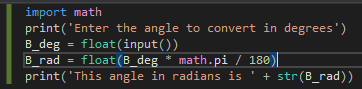 import math
print('Enter the angle to convert in degrees')
B_deg = float(input())
B_rad = float(B_deg * math.pi / 180)
print('This angle in radians is ' + str(B_rad))